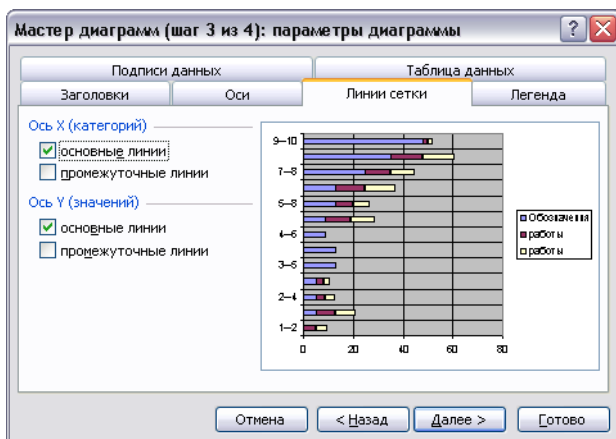 Мастер диаграмм (шаг 3 из 4): параметры диаграммы
Подписи данных
Таблица данных
Заголовки
Оси
Линии сетки
Легенда
Ось X (категорий)
основные линии
промежуточные линии
Ось Y (значений)
основные линии
промежуточные линии
9–10
7–8
5–8
4–6
3–5
2–4
1–2
0
20
40
60
80
Обозначения
работы
работы
Отмена
< Назад
Далее >
Готово